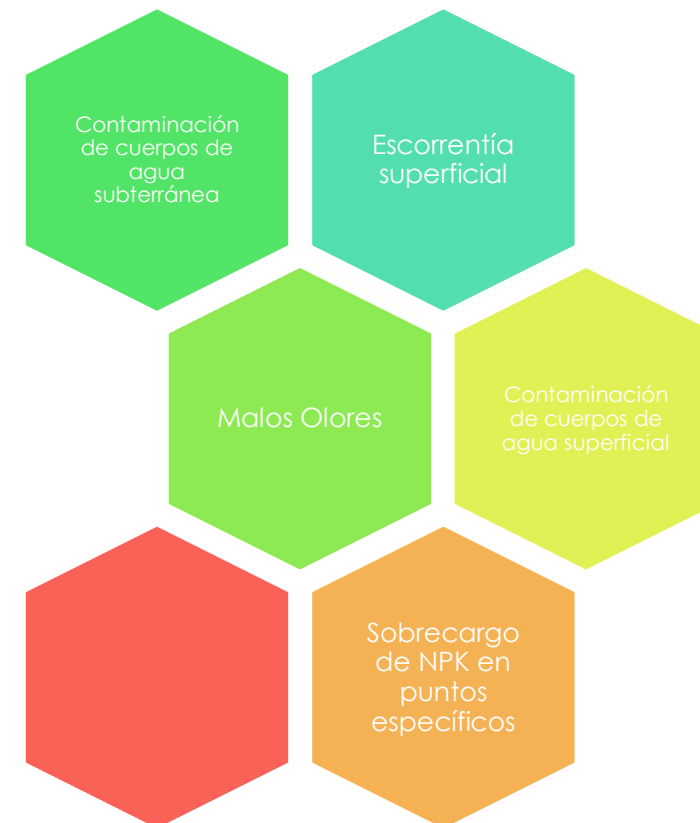 Contaminación
de cuerpos de
agua
subterránea
Escorrentía
superficial
Malos Olores
Contaminación
de cuerpos de
agua superficial
Sobrecargo
de NPK en
puntos
específicos